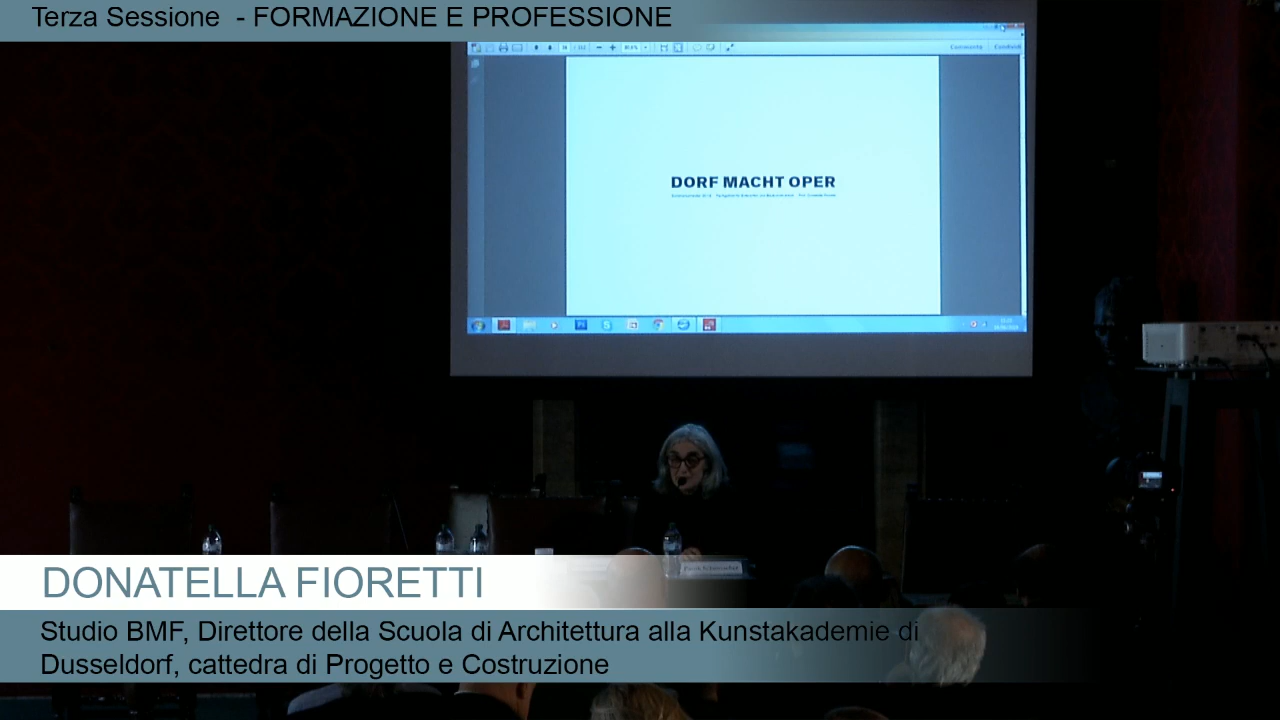 Terza Sessione - FORMAZIONE E PROFESSIONE
DORF MACHT OPER
DONATELLA FIORETTI
Studio BMF, Direttore della Scuola di Architettura alla Kunstakademie di
Dusseldorf, cattedra di Progetto e Costruzione